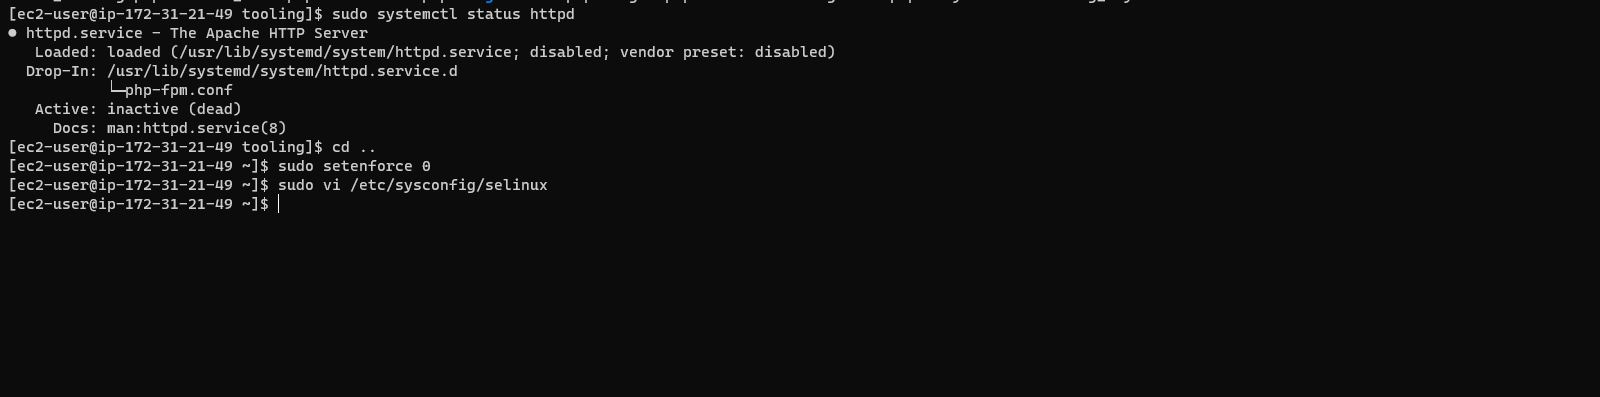 [ec2-user@ip-172-31-21-49 tooling]$ sudo systemctl status httpd
● httpd.service - The Apache HTTP Server
   Loaded: loaded (/usr/lib/systemd/system/httpd.service; disabled; vendor preset: disabled)
  Drop-In: /usr/lib/systemd/system/httpd.service.d
           └─php-fpm.conf
   Active: inactive (dead)
     Docs: man:httpd.service(8)
[ec2-user@ip-172-31-21-49 tooling]$ cd ..
[ec2-user@ip-172-31-21-49 ~]$ sudo setenforce 0
[ec2-user@ip-172-31-21-49 ~]$ sudo vi /etc/sysconfig/selinux
[ec2-user@ip-172-31-21-49 ~]$